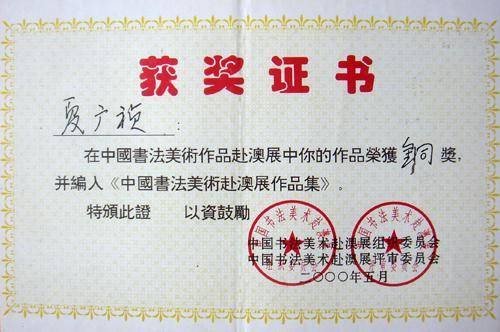 获奖证书
夏广祯：
在中國書法美術作品赴澳展中你的作品榮獲銅獎，
并編入《中國書法美術赴澳展作品集》。
特頒此證 以資鼓勵
中国书法美术赴澳展组织委员会
中国书法美术赴澳展坪审委员会
二〇〇〇年五月